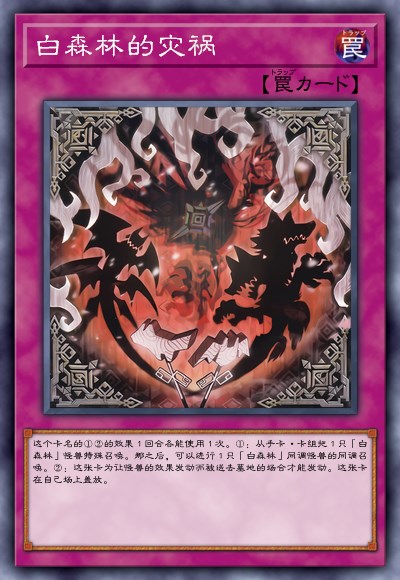 白森林的灾祸
トラップ
罠
トラップ
【罠カード】
这个卡名的①②的效果1回合各能使用1次。①：从手卡·卡组把1只「白
森林」怪兽特殊召唤。那之后，可以进行1只「白森林」同调怪兽的同调召
唤。②：这张卡为让怪兽的效果发动而被送去墓地的场合才能发动。这张卡
在自己场上盖放。